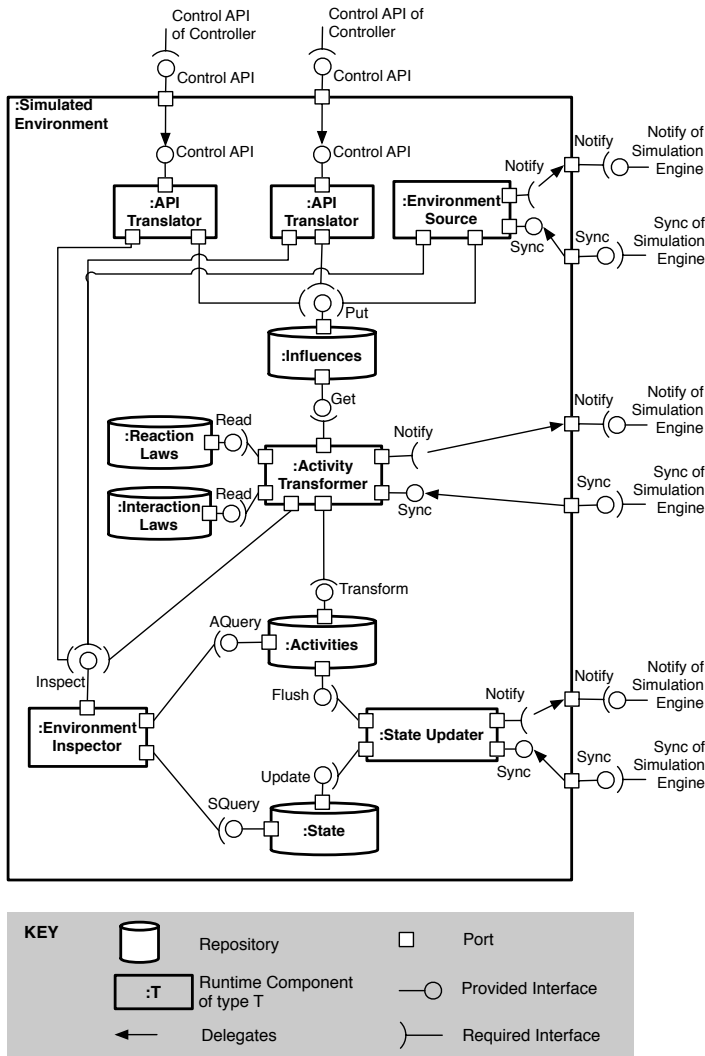 Control API
of Controller
Control API of
Controller
Control API
Control API
:Simulated
Environment
Control API
Control API
:API
Translator
:API
Translator
:Environment
Source
Notify
Sync
Notify
Notify of
Simulation
Engine
Sync
Sync of
Simulation
Engine
Put
:Influences
Get
:Reaction
Laws
Read
:Interaction
Laws
Read
:Activity
Transformer
Notify
Sync
Notify
Notify of
Simulation
Engine
Sync
Sync of
Simulation
Engine
Transform
:Activities
AQuery
Inspect
:Environment
Inspector
Flush
:State Updater
Notify
Sync
Notify
Notify of
Simulation
Engine
Sync
Sync of
Simulation
Engine
Update
SQuery
:State
KEY
Repository
Port
:T
Runtime Component
of type T
Provided Interface
Delegates
Required Interface